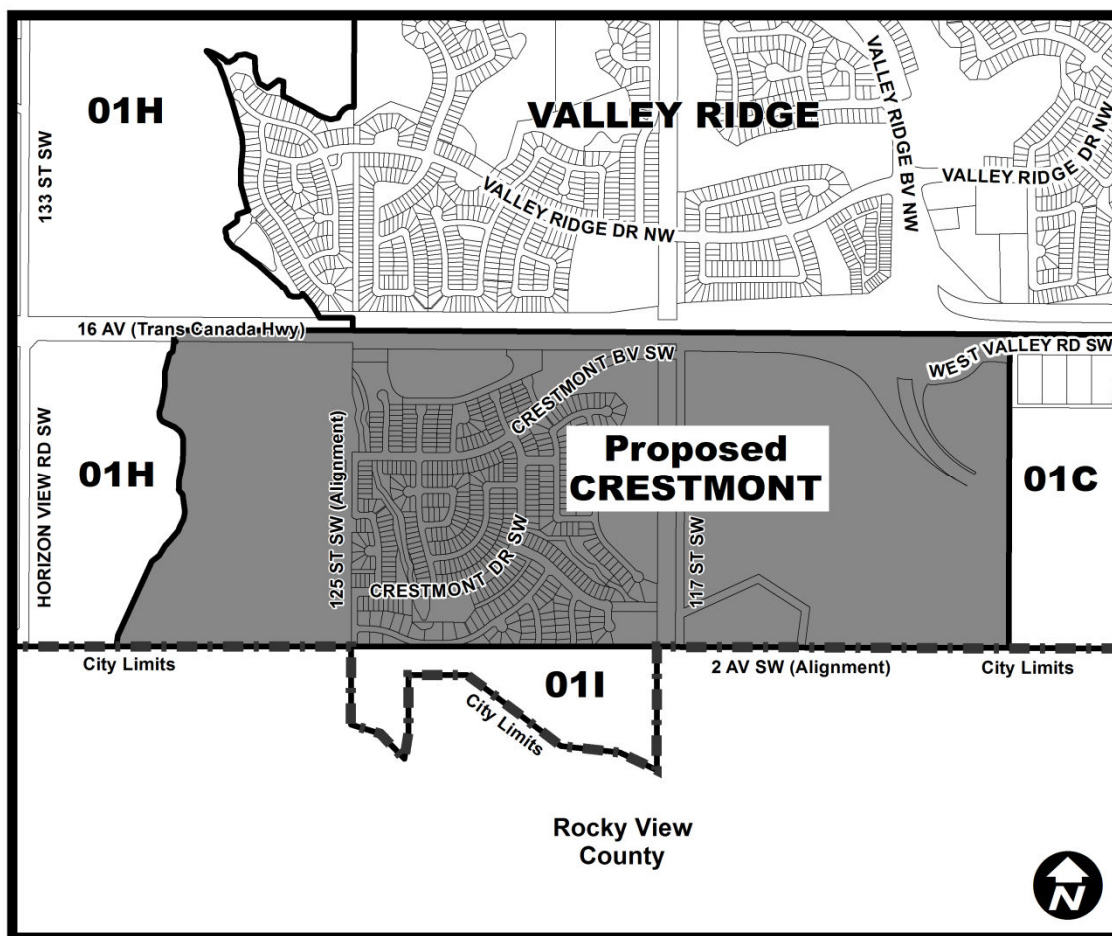 01H
VALLEY RIDGE
133 ST SW
VALLEY RIDGE BV NW
VALLEY RIDGE DR NW
VALLEY RIDGE DR NW
16 AV (Trans Canada Hwy)
WEST VALLEY RD SW
CRESTMONT BV SW
HORIZON VIEW RD SW
01H
125 ST SW (Alignment)
Proposed
CRESTMONT
01C
CRESTMONT DR SW
117 ST SW
City Limits
01I
2 AV SW (Alignment)
City Limits
City Limits
Rocky View
County
N